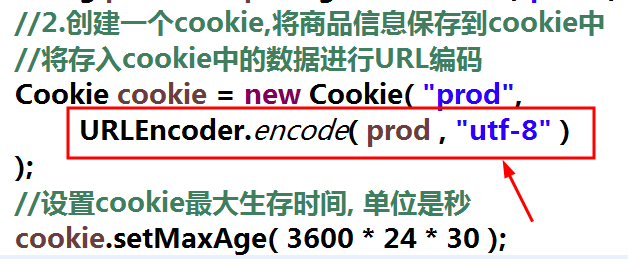 //2.创建一个cookie,将商品信息保存到cookie中
//将存入cookie中的数据进行URL编码
Cookie cookie = new Cookie( "prod",
URLEncoder.encode( prod , "utf-8" )
);
//设置cookie最大生存时间, 单位是秒
cookie.setMaxAge( 3600 * 24 * 30 );